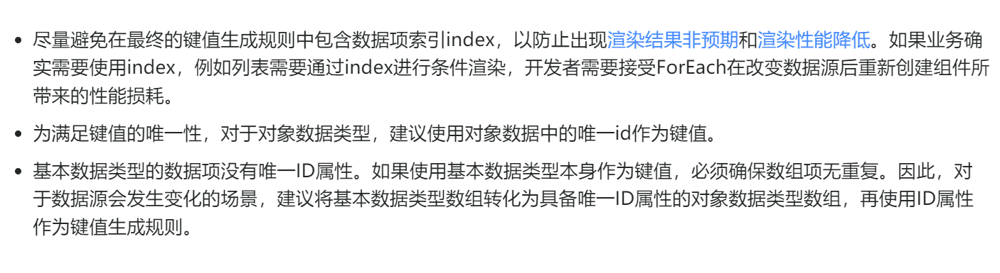 • 尽量避免在最终的键值生成规则中包含数据项索引index，以防止出现渲染结果非预期和渲染性能降低。如果业务确
实需要使用index，例如列表需要通过index进行条件渲染，开发者需要接受ForEach在改变数据源后重新创建组件所
带来的性能损耗。
• 为满足键值的唯一性，对于对象数据类型，建议使用对象数据中的唯一id作为键值。
• 基本数据类型的数据项没有唯一ID属性。如果使用基本数据类型本身作为键值，必须确保数组项无重复。因此，对
于数据源会发生变化的场景，建议将基本数据类型数组转化为具备唯一ID属性的对象数据类型数组，再使用ID属性
作为键值生成规则。